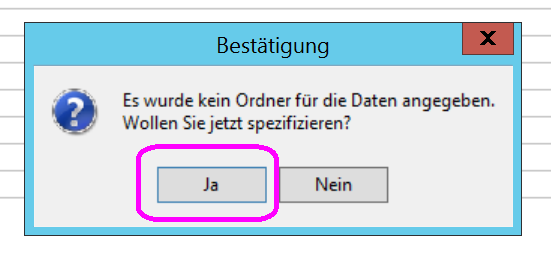 Bestätigung
X
Es wurde kein Ordner für die Daten angegeben.
Wollen Sie jetzt spezifizieren?
Ja Nein